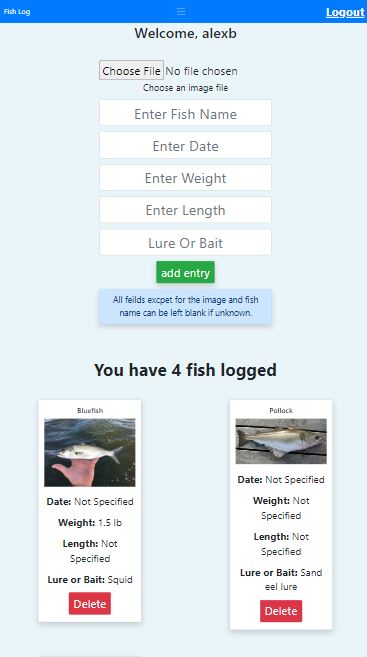 Fish Log
Logout
Welcome, alexb
Choose File No file chosen
Choose an image file
Enter Fish Name
Enter Date
Enter Weight
Enter Length
Lure Or Bait
add entry
All feilds excpet for the image and fish
name can be left blank if unknown.
You have 4 fish logged
Bluefish
Date: Not Specified
Weight: 1.5 lb
Length: Not
Specified
Lure or Bait: Squid
Delete
Pollock
Date: Not Specified
Weight: Not
Specified
Length: Not
Specified
Lure or Bait: Sand
eel lure
Delete